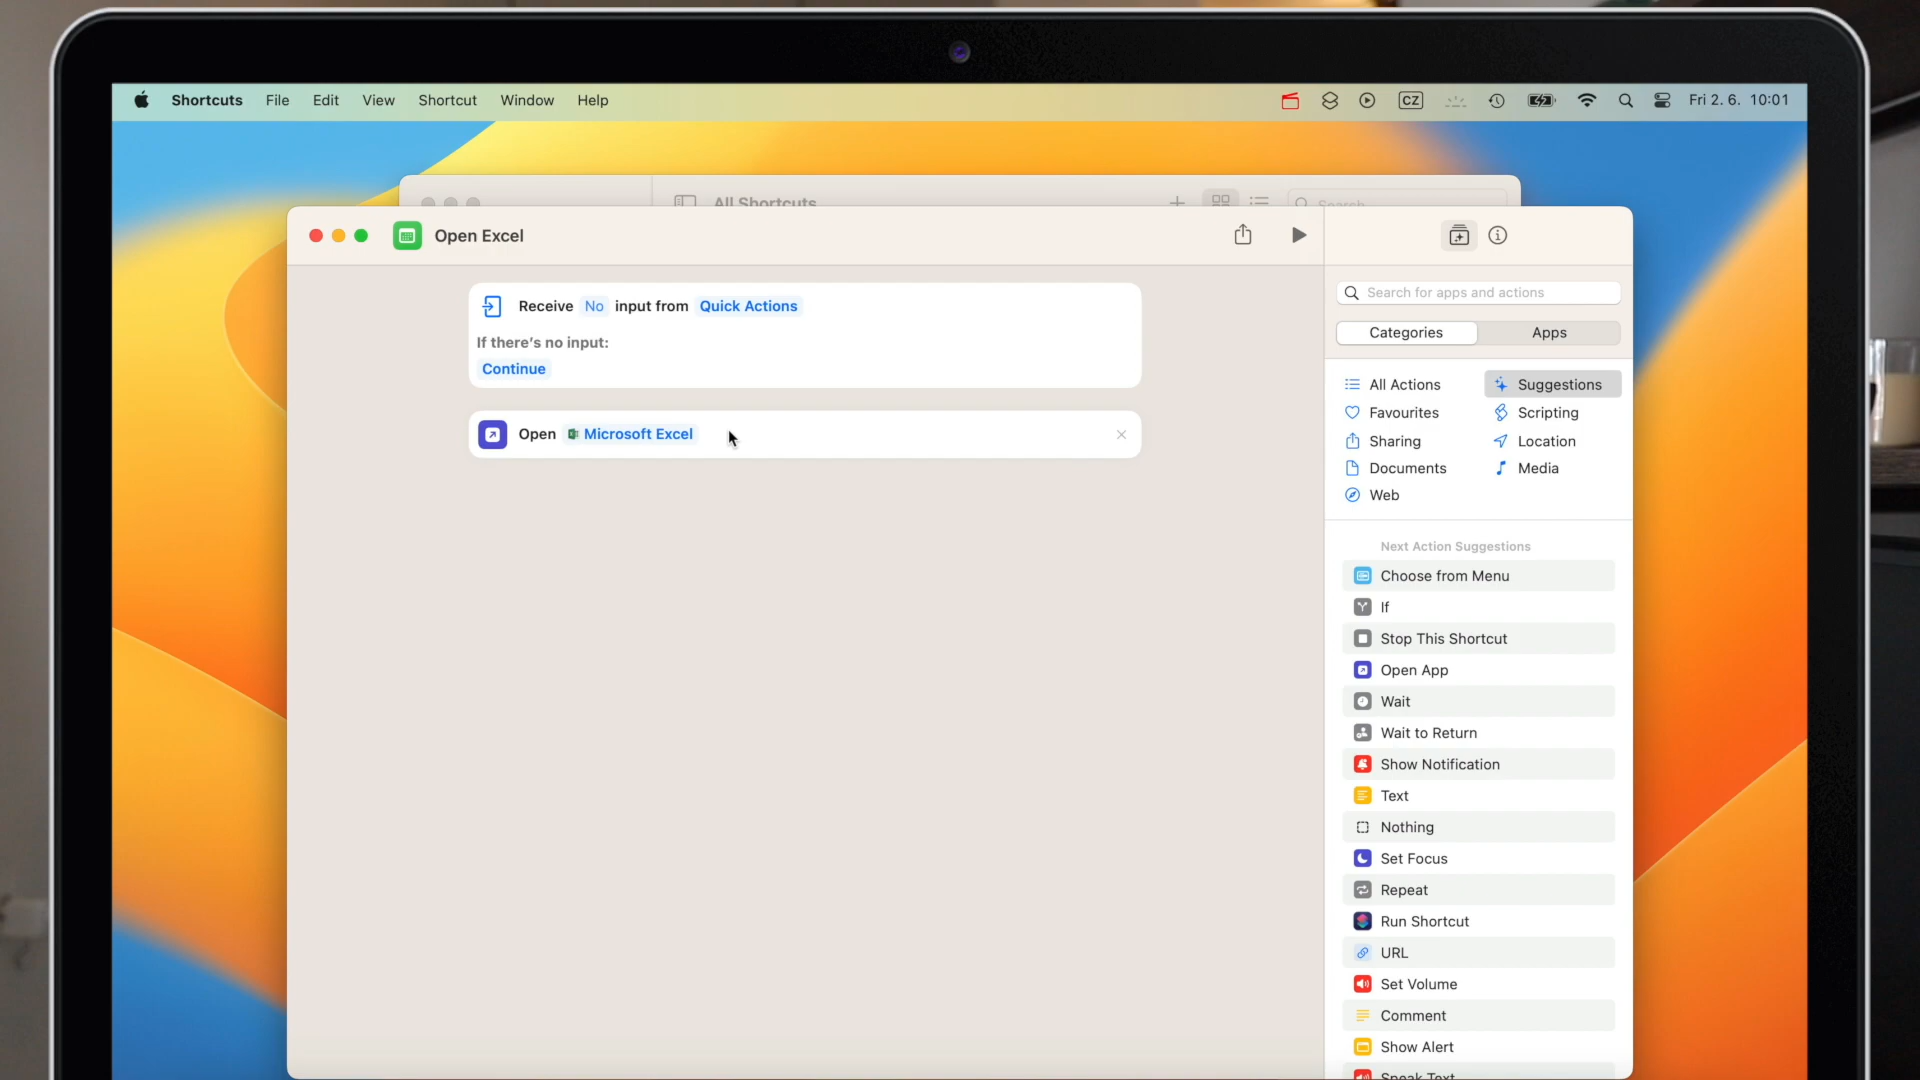 Shortcuts File Edit View Shortcut Window Help CZ Fri 2. 6. 10:01
All Shortcuts Search
Open Excel
Receive No input from Quick Actions
If there's no input:
Continue
Open Microsoft Excel
Search for apps and actions
Categories Apps
All Actions Suggestions
Favourites Scripting
Sharing Location
Documents Media
Web
Next Action Suggestions
Choose from Menu
If
Stop This Shortcut
Open App
Wait
Wait to Return
Show Notification
Text
Nothing
Set Focus
Repeat
Run Shortcut
URL
Set Volume
Comment
Show Alert
Speak Text